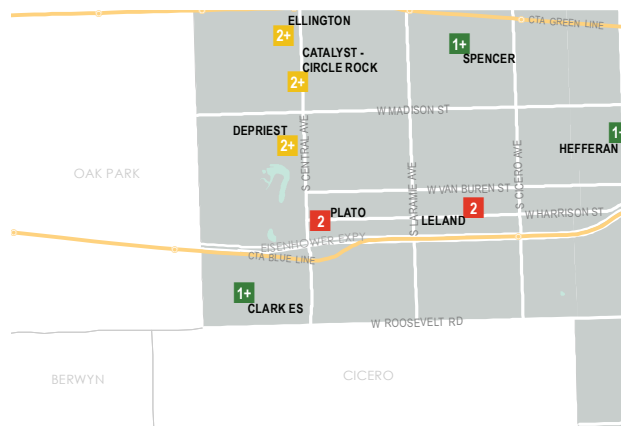 ELLINGTON
2+
CTA GREEN LINE
1+
CATALYST -
CIRCLE ROCK
SPENCER
2+
W MADISON ST
DEPRIEST
2+
S CENTRAL AVE
S LARAMIE AVE
S CICERO AVE
1+
HEFFERAN
OAK PARK
W VAN BUREN ST
2
PLATO
2
LELAND
W HARRISON ST
EISENHOWER EXPY
CTA BLUE LINE
1+
CLARK ES
W ROOSEVELT RD
BERWYN
CICERO